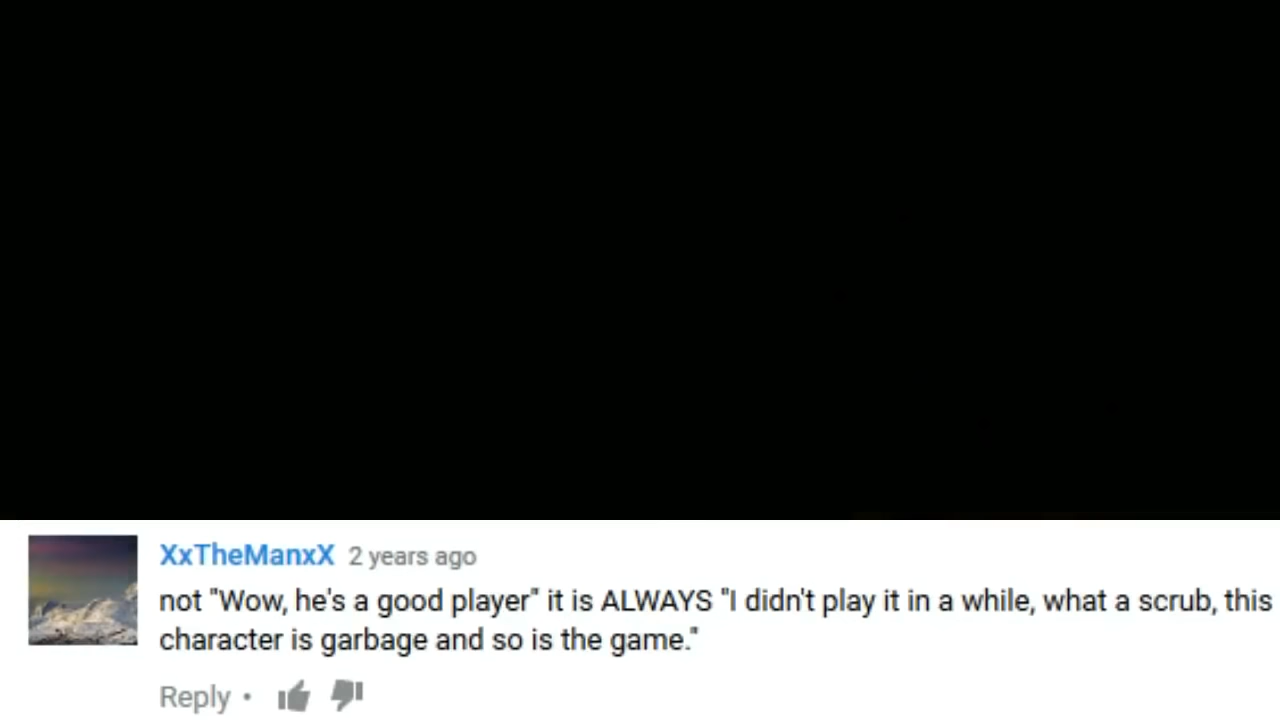 XxTheManxX 2 years ago
not "Wow, he's a good player" it is ALWAYS "I didn't play it in a while, what a scrub, this
character is garbage and so is the game."
Reply •